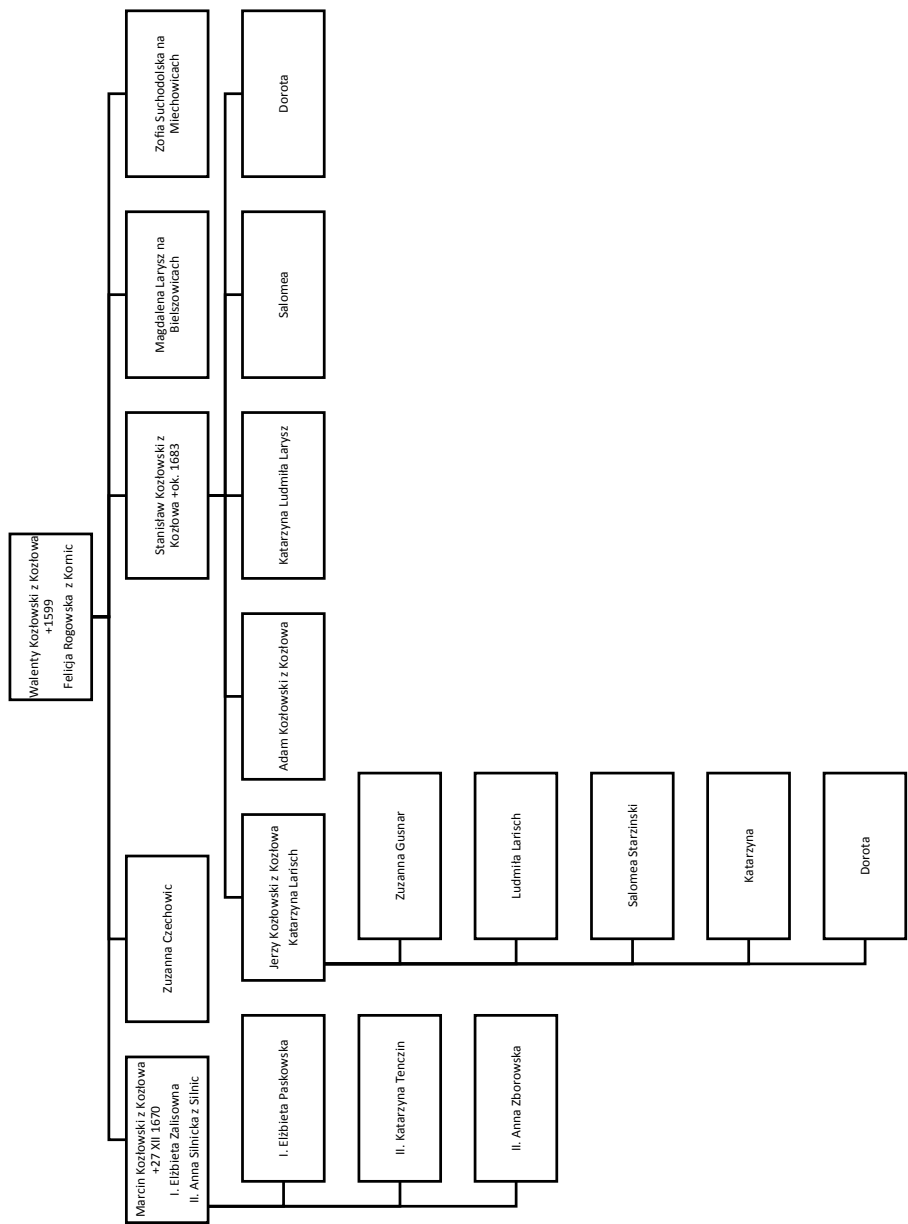 Walenty Kozłowski z Kozłowa
+1599
Felicja Rogowska z Kornic
Marcin Kozłowski z Kozłowa
+27 XII 1670
I. Elżbieta Zalisowna
II. Anna Silnicka z Silnic
Zuzanna Czechowic
Stanisław Kozłowski z
Kozłowa +ok. 1683
Magdalena Larysz na
Bielszowicach
Zofia Suchodolska na
Miechowicach
I. Elżbieta Paskowska
II. Katarzyna Tenczin
II. Anna Zborowska
Jerzy Kozłowski z Kozłowa
Katarzyna Larisch
Adam Kozłowski z Kozłowa
Katarzyna Ludmiła Larysz
Salomea
Dorota
Zuzanna Gusnar
Ludmiła Larisch
Salomea Starzinski
Katarzyna
Dorota